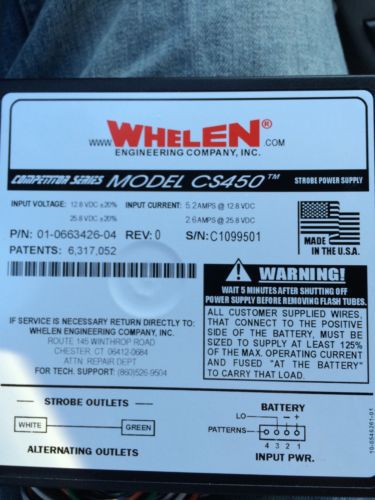 WWW.WHELEN®.COM
ENGINEERING COMPANY, INC.
COMPETITOR SERIES MODEL CS450™ STROBE POWER SUPPLY
INPUT VOLTAGE: 12.8 VDC ±20% INPUT CURRENT: 5.2 AMPS @ 12.8 VDC
25.8 VDC ±20% 2.6 AMPS @ 25.8 VDC
P/N: 01-0663426-04 REV: 0 S/N: C1099501
PATENTS: 6,317,052
MADE
IN THE U.S.A.
WARNING!
WAIT 5 MINUTES AFTER SHUTTING OFF
POWER SUPPLY BEFORE REMOVING FLASH TUBES.
ALL CUSTOMER SUPPLIED WIRES,
THAT CONNECT TO THE POSITIVE
SIDE OF THE BATTERY, MUST BE
SIZED TO SUPPLY AT LEAST 125%
OF THE MAX. OPERATING CURRENT
AND FUSED "AT THE BATTERY"
TO CARRY THAT LOAD.
IF SERVICE IS NECESSARY RETURN DIRECTLY TO:
WHELEN ENGINEERING COMPANY, INC.
ROUTE 145 WINTHROP ROAD
CHESTER, CT 06412-0684
ATTN: REPAIR DEPT
FOR TECH. SUPPORT: (860)526-9504
STROBE OUTLETS
WHITE GREEN
ALTERNATING OUTLETS
BATTERY
LO - +
PATTERNS
4 3 2 1
INPUT PWR.
10-0546261-01